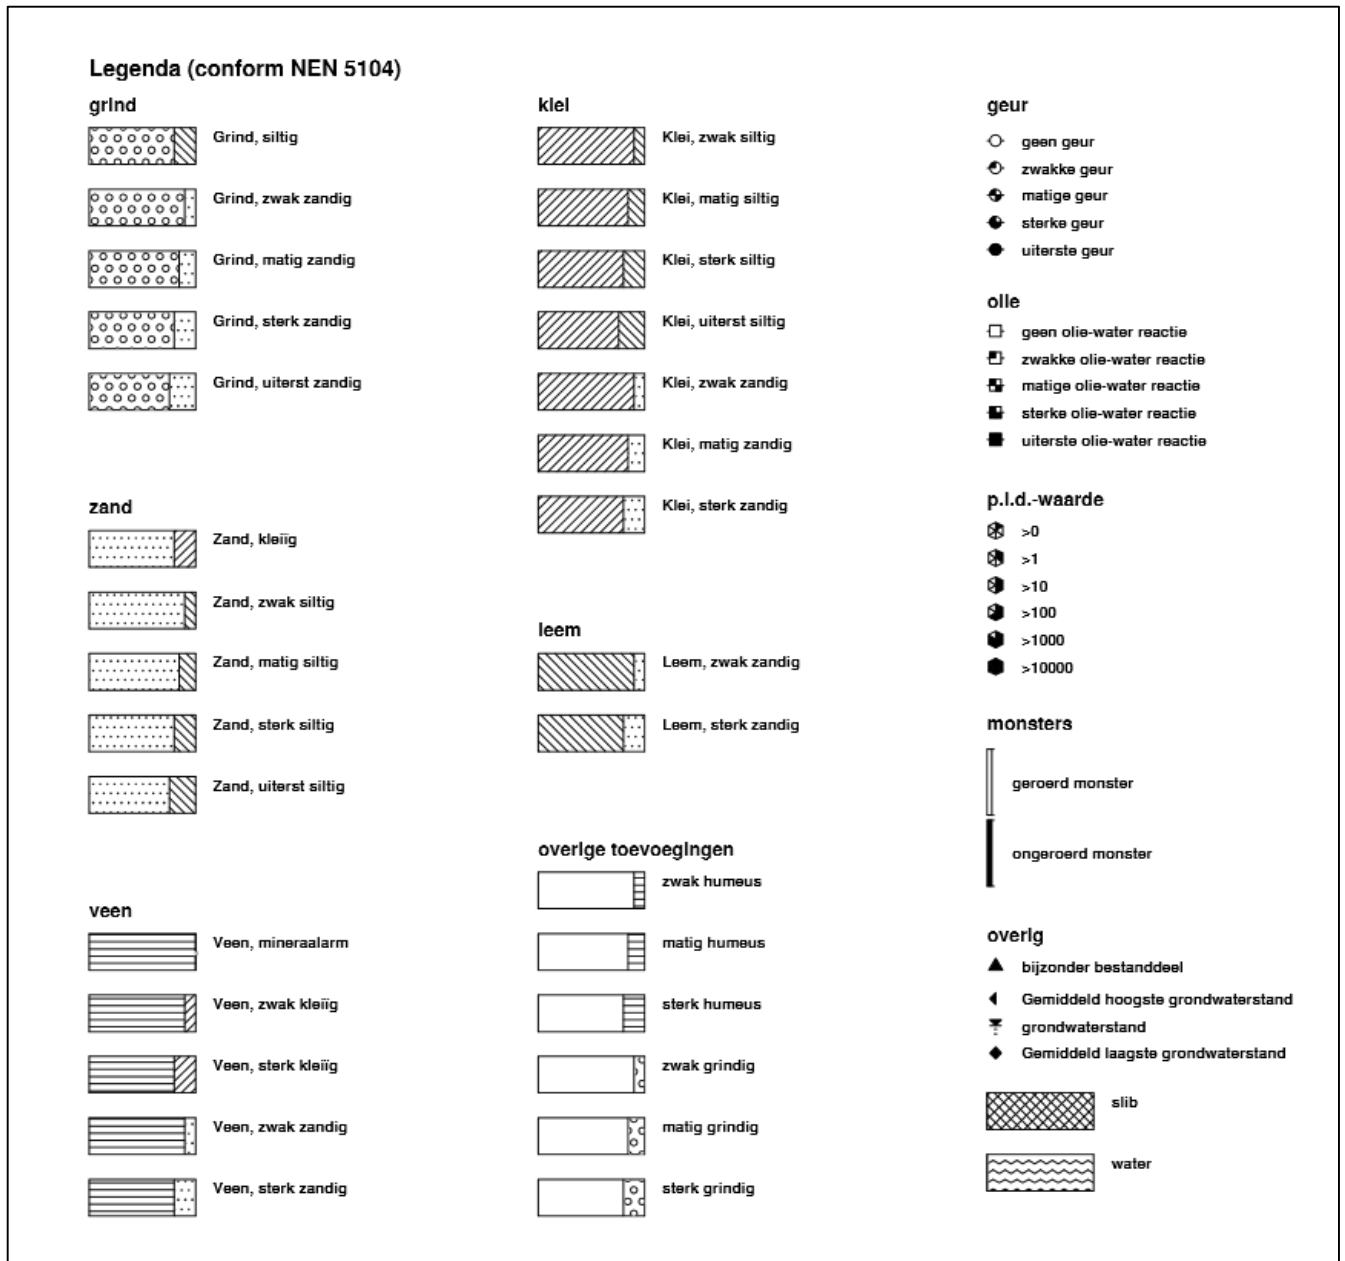 Legenda (conform NEN 5104)
grind
Grind, siltig
Grind, zwak zandig
Grind, matig zandig
Grind, sterk zandig
Grind, uiterst zandig
zand
Zand, kleiïg
Zand, zwak siltig
Zand, matig siltig
Zand, sterk siltig
Zand, uiterst siltig
veen
Veen, mineraalarm
Veen, zwak kleiïg
Veen, sterk kleiïg
Veen, zwak zandig
Veen, sterk zandig
klei
Klei, zwak siltig
Klei, matig siltig
Klei, sterk siltig
Klei, uiterst siltig
Klei, zwak zandig
Klei, matig zandig
Klei, sterk zandig
leem
Leem, zwak zandig
Leem, sterk zandig
overige toevoegingen
zwak humeus
matig humeus
sterk humeus
zwak grindig
matig grindig
sterk grindig
geur
geen geur
zwakke geur
matige geur
sterke geur
uiterste geur
olie
geen olie-water reactie
zwakke olie-water reactie
matige olie-water reactie
sterke olie-water reactie
uiterste olie-water reactie
p.i.d.-waarde
>0
>1
>10
>100
>1000
>10000
monsters
geroerd monster
ongeroerd monster
overig
bijzonder bestanddeel
Gemiddeld hoogste grondwaterstand
grondwaterstand
Gemiddeld laagste grondwaterstand
slib
water